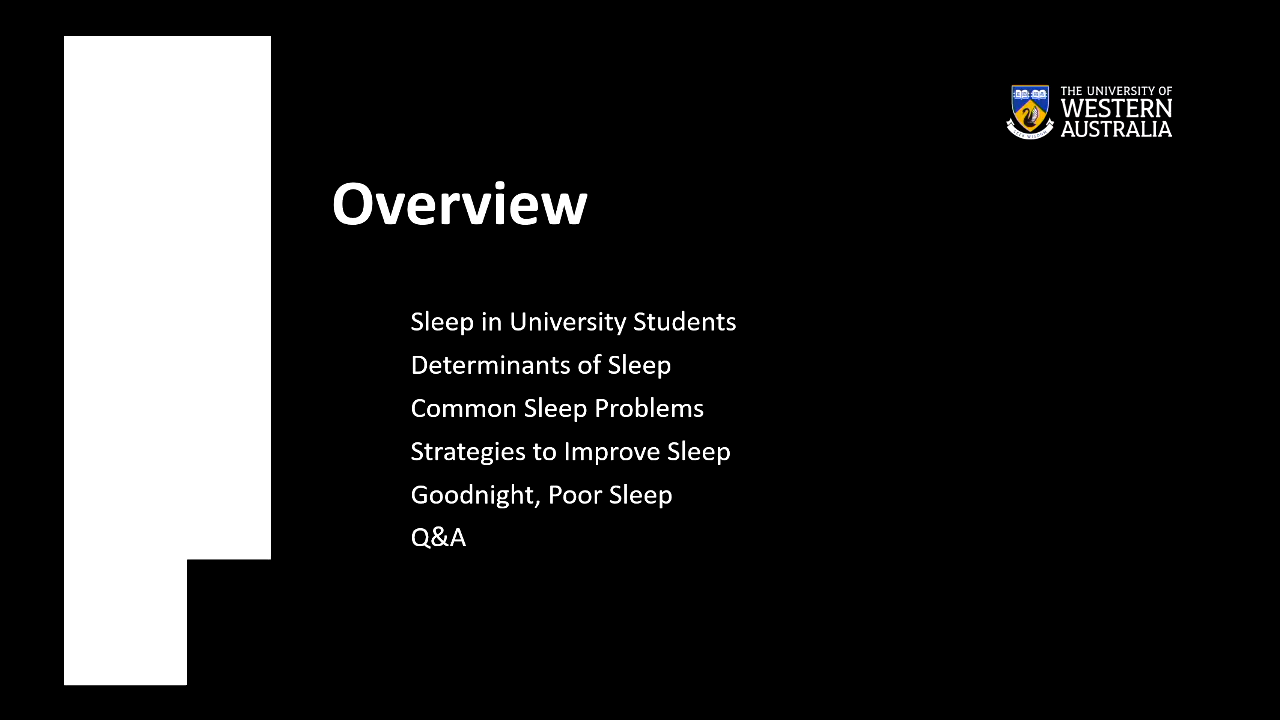 THE UNIVERSITY OF
WESTERN
AUSTRALIA
Overview
Sleep in University Students
Determinants of Sleep
Common Sleep Problems
Strategies to Improve Sleep
Goodnight, Poor Sleep
Q&A